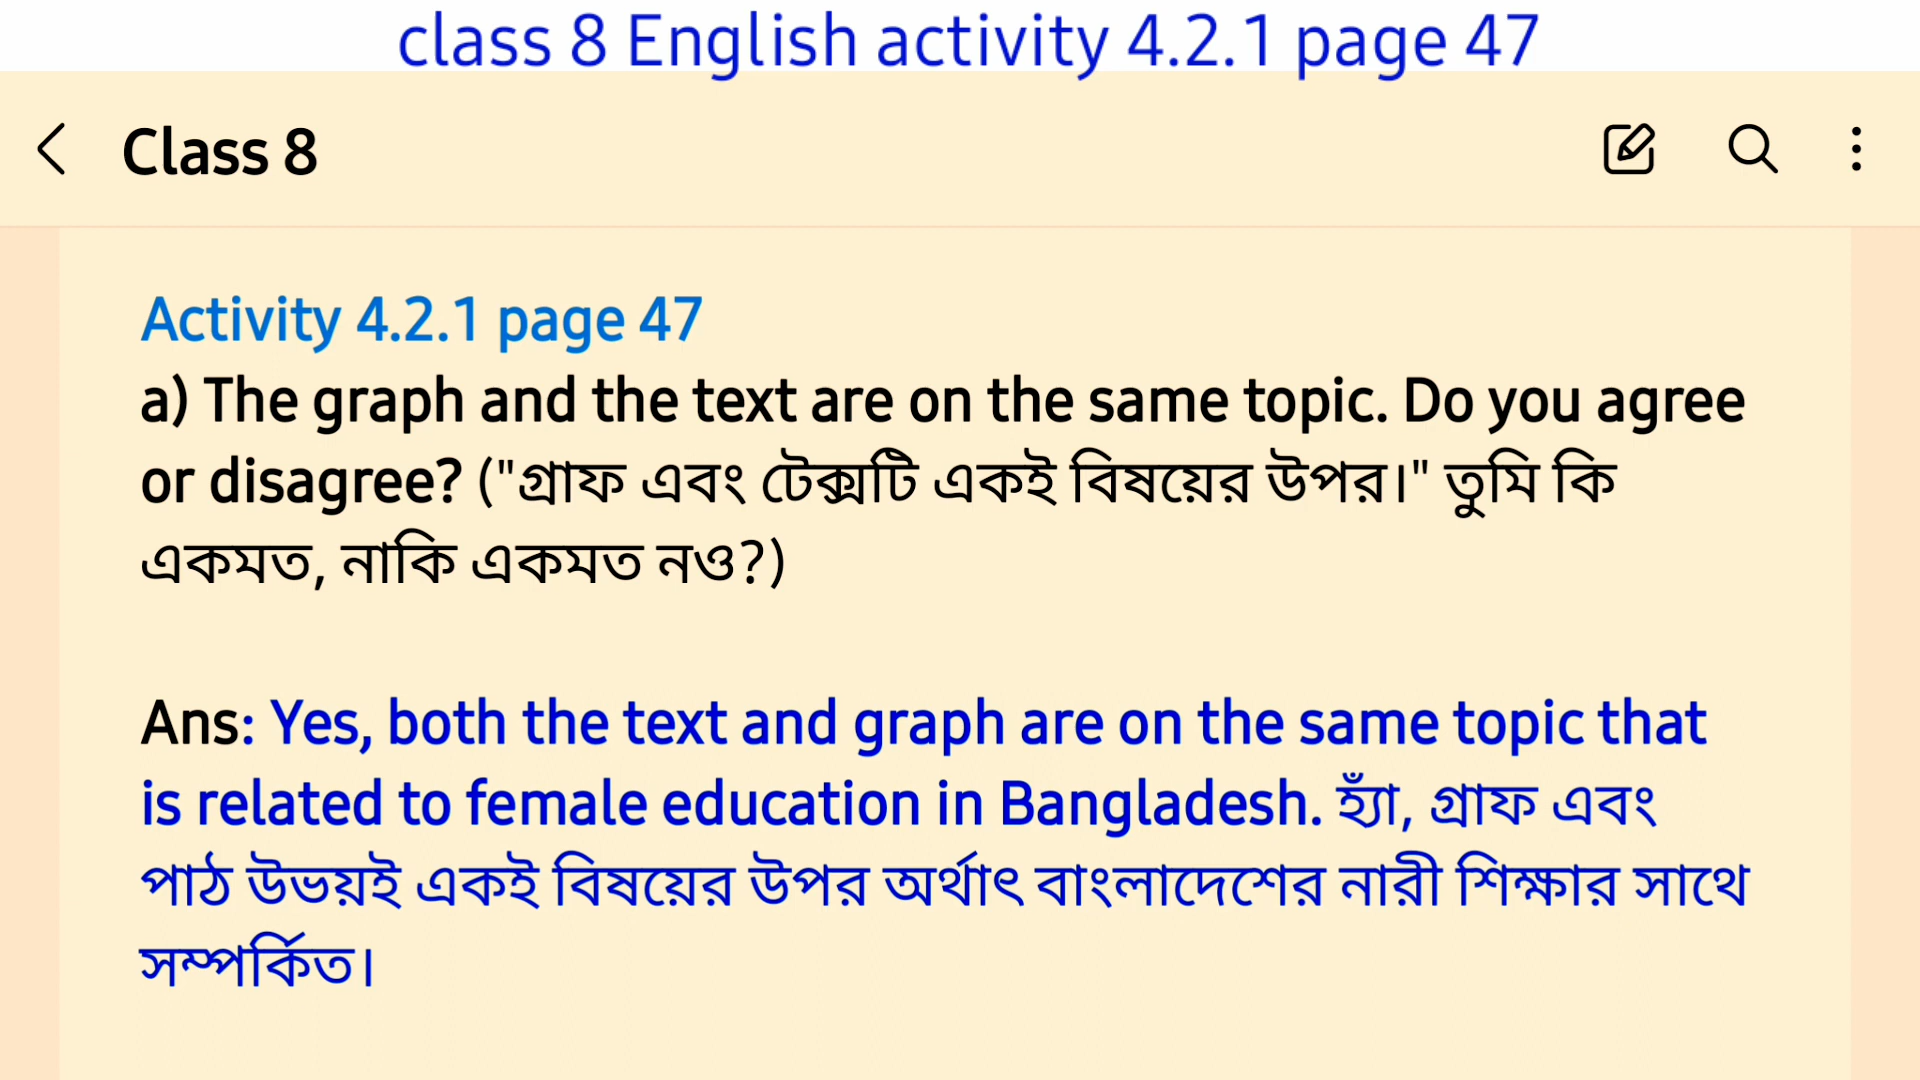 class 8 English activity 4.2.1 page 47
Class 8
Activity 4.2.1 page 47
a) The graph and the text are on the same topic. Do you agree
or disagree? ("গ্রাফ এবং টেক্সটি একই বিষয়ের উপর।" তুমি কি
একমত, নাকি একমত নও?)
Ans: Yes, both the text and graph are on the same topic that
is related to female education in Bangladesh. হ্যাঁ, গ্রাফ এবং
পাঠ উভয়ই একই বিষয়ের উপর অর্থাৎ বাংলাদেশের নারী শিক্ষার সাথে
সম্পর্কিত।